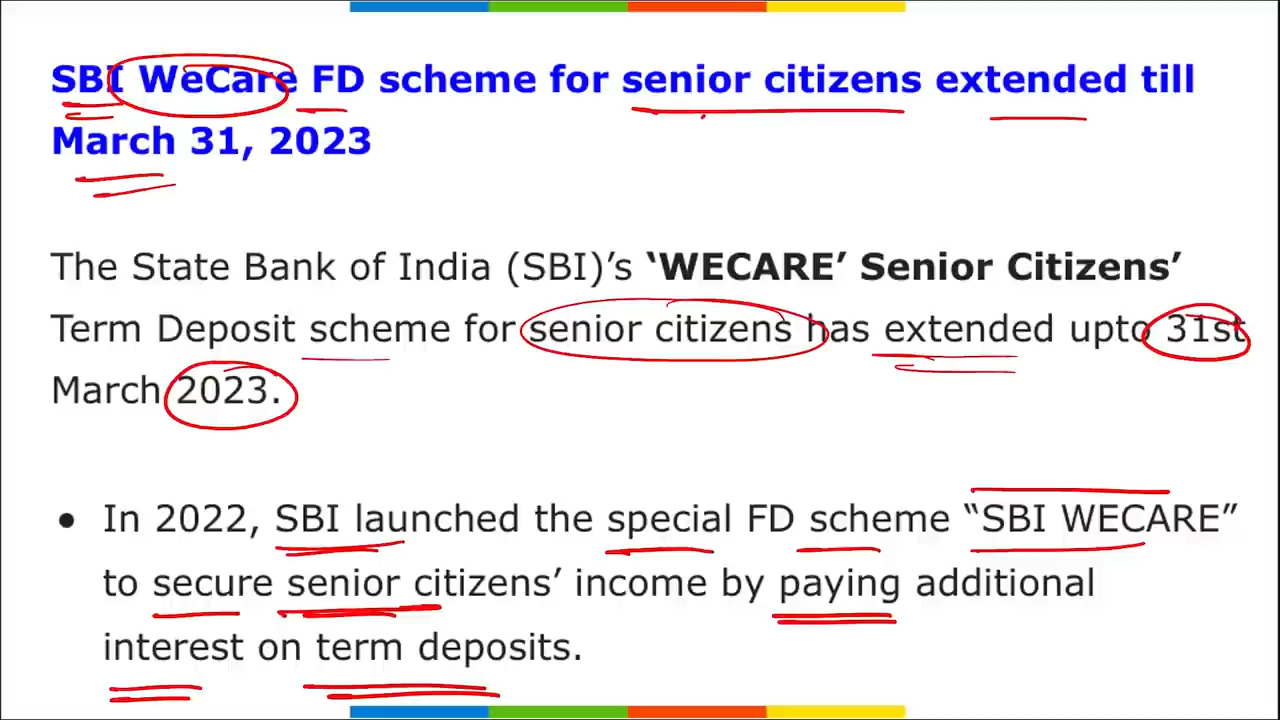 SBI WeCare FD scheme for senior citizens extended till
March 31, 2023
The State Bank of India (SBI)’s ‘WECARE’ Senior Citizens’
Term Deposit scheme for senior citizens has extended upto 31st
March 2023.
• In 2022, SBI launched the special FD scheme “SBI WECARE”
to secure senior citizens’ income by paying additional
interest on term deposits.